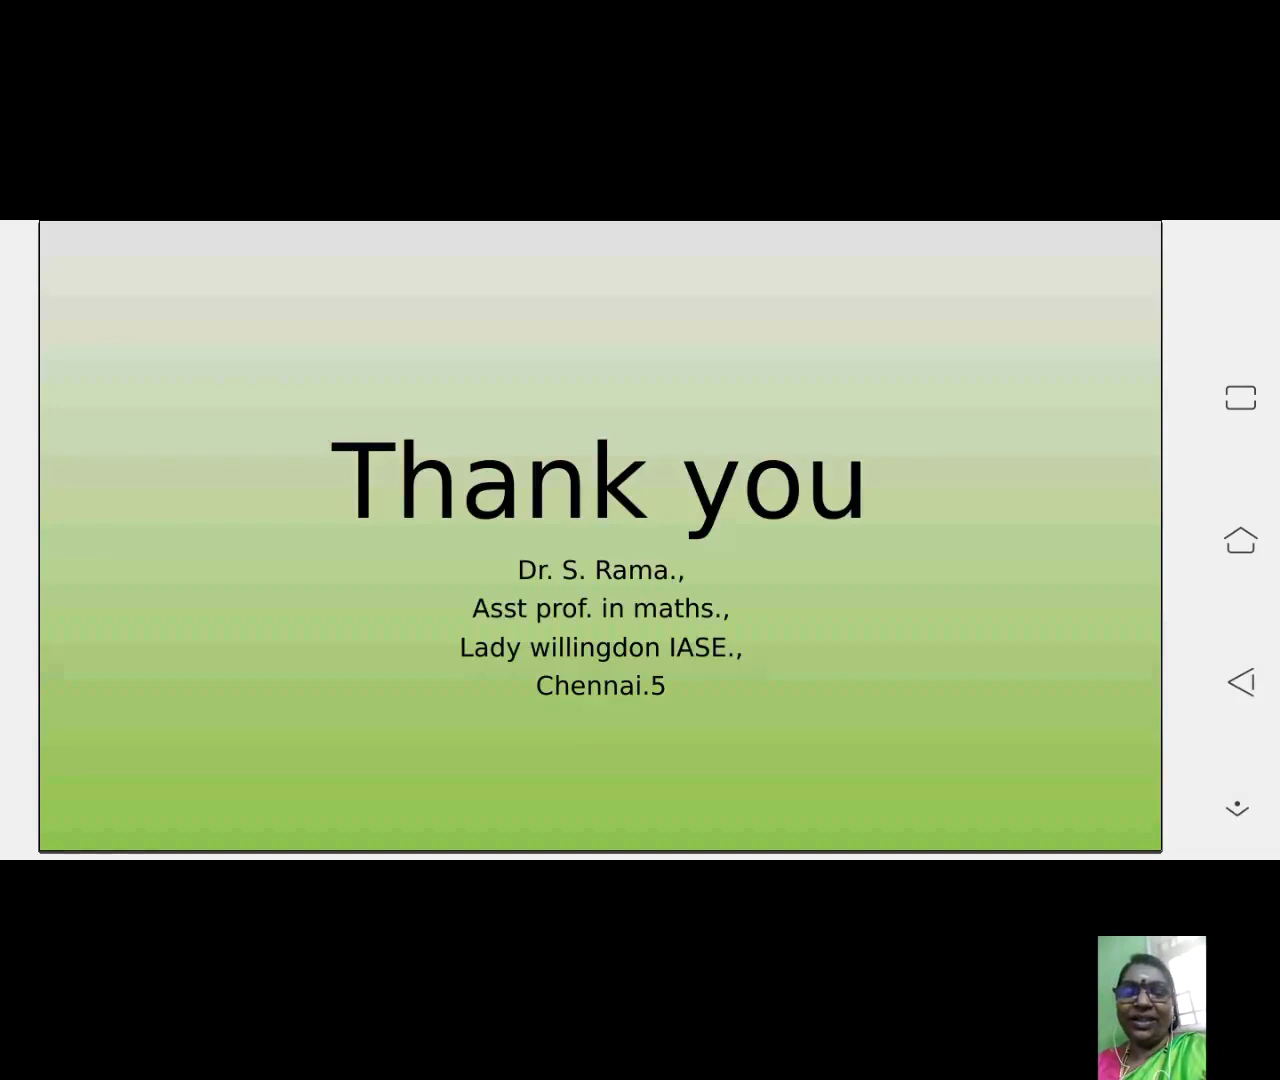 Thank you
Dr. S. Rama.,
Asst prof. in maths.,
Lady willingdon IASE.,
Chennai.5